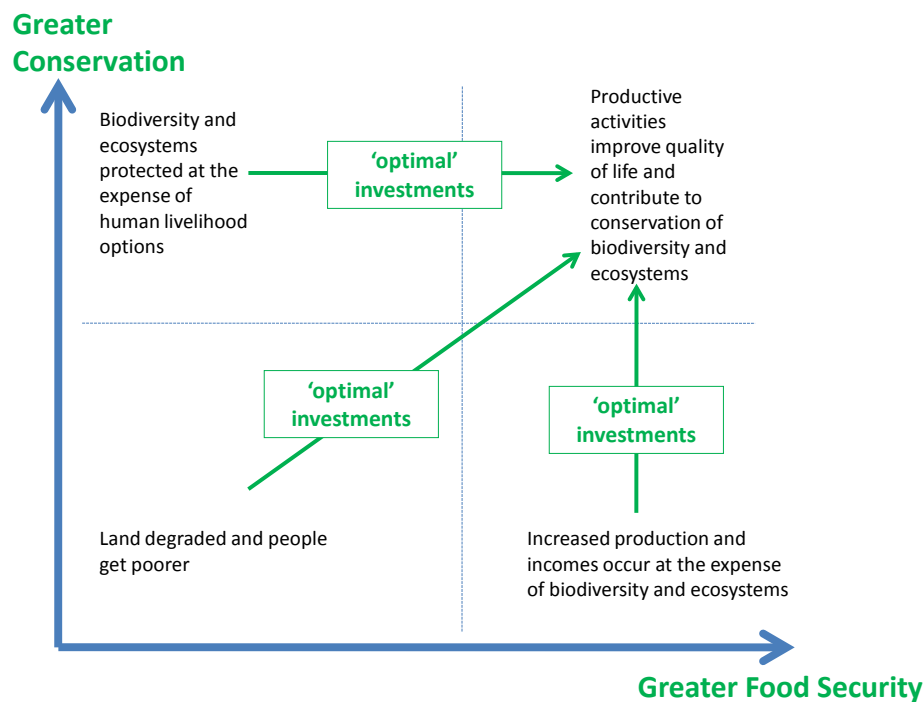 Greater
Conservation
Biodiversity and
ecosystems
protected at the
expense of
human livelihood
options
‘optimal’
investments
Productive
activities
improve quality
of life and
contribute to
conservation of
biodiversity and
ecosystems
‘optimal’
investments
‘optimal’
investments
Land degraded and people
get poorer
Increased production and
incomes occur at the expense
of biodiversity and ecosystems
Greater Food Security